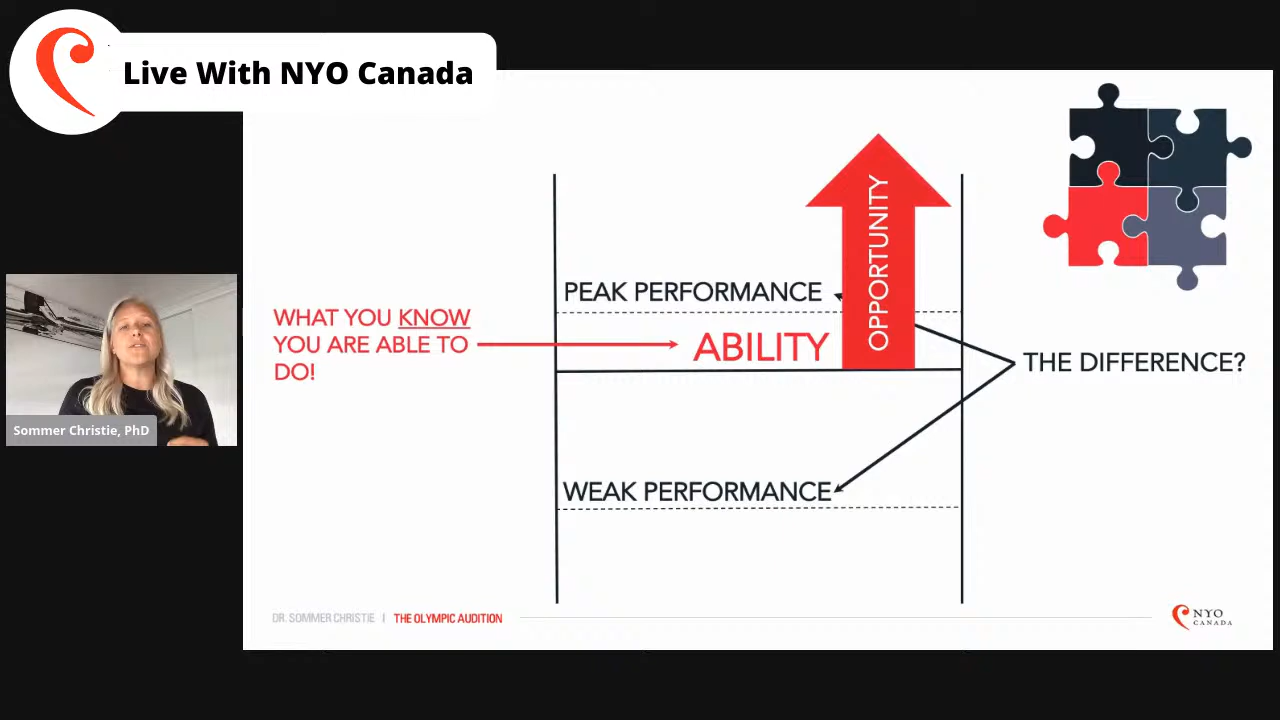 Live With NYO Canada
OPPORTUNITY
PEAK PERFORMANCE
WHAT YOU KNOW
YOU ARE ABLE TO
DO!
ABILITY
THE DIFFERENCE?
Sommer Christie, PhD
WEAK PERFORMANCE
DR. SOMMER CHRISTIE | THE OLYMPIC AUDITION
NYO
CANADA